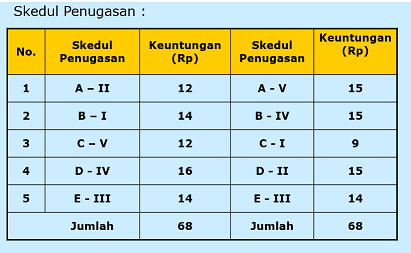 Skedul Penugasan :
No. Skedul Penugasan Keuntungan (Rp) Skedul Penugasan Keuntungan (Rp)
1 A – II 12 A - V 15
2 B – I 14 B - IV 15
3 C – V 12 C - I 9
4 D - IV 16 D - II 15
5 E - III 14 E - III 14
Jumlah 68 Jumlah 68